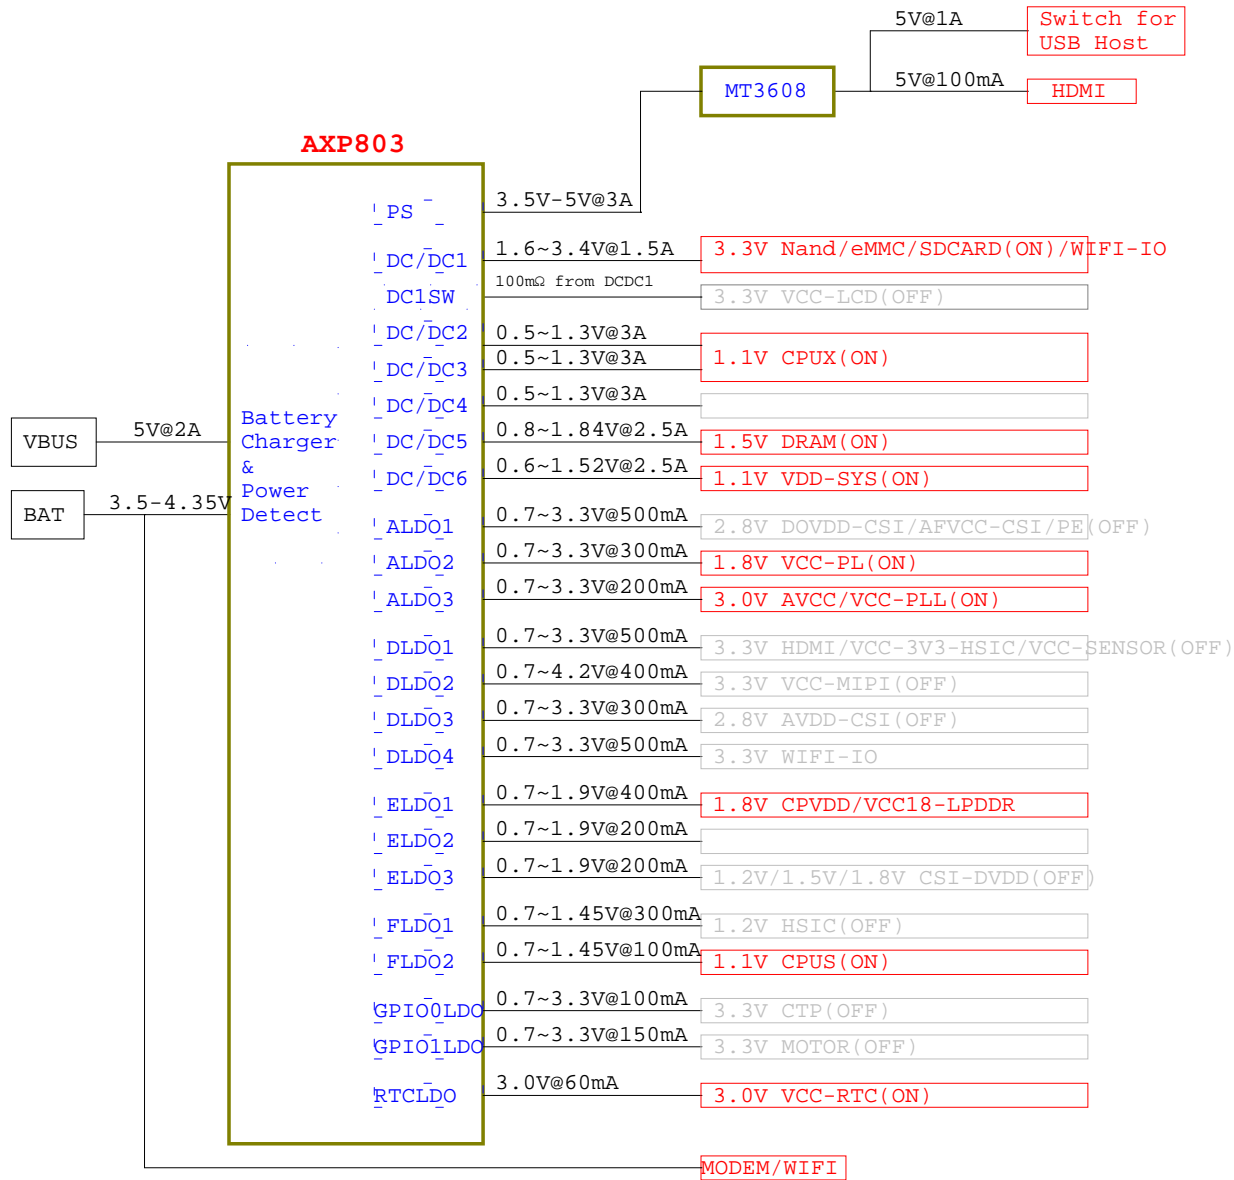 5V@1A
Switch for
USB Host
MT3608
5V@100mA
HDMI
AXP803
PS
3.5V-5V@3A
DC/DC1
1.6~3.4V@1.5A
3.3V Nand/eMMC/SDCARD(ON)/WIFI-IO
DC1SW
100mΩ from DCDC1
3.3V VCC-LCD(OFF)
DC/DC2
0.5~1.3V@3A
DC/DC3
0.5~1.3V@3A
1.1V CPUX(ON)
DC/DC4
0.5~1.3V@3A
VBUS
5V@2A
Battery
Charger
&
Power
Detect
DC/DC5
0.8~1.84V@2.5A
1.5V DRAM(ON)
DC/DC6
0.6~1.52V@2.5A
1.1V VDD-SYS(ON)
BAT
3.5-4.35V
ALDO1
0.7~3.3V@500mA
2.8V DOVDD-CSI/AFVCC-CSI/PE(OFF)
ALDO2
0.7~3.3V@300mA
1.8V VCC-PL(ON)
ALDO3
0.7~3.3V@200mA
3.0V AVCC/VCC-PLL(ON)
DLDO1
0.7~3.3V@500mA
3.3V HDMI/VCC-3V3-HSIC/VCC-SENSOR(OFF)
DLDO2
0.7~4.2V@400mA
3.3V VCC-MIPI(OFF)
DLDO3
0.7~3.3V@300mA
2.8V AVDD-CSI(OFF)
DLDO4
0.7~3.3V@500mA
3.3V WIFI-IO
ELDO1
0.7~1.9V@400mA
1.8V CPVDD/VCC18-LPDDR
ELDO2
0.7~1.9V@200mA
ELDO3
0.7~1.9V@200mA
1.2V/1.5V/1.8V CSI-DVDD(OFF)
FLDO1
0.7~1.45V@300mA
1.2V HSIC(OFF)
FLDO2
0.7~1.45V@100mA
1.1V CPUS(ON)
GPIO0LDO
0.7~3.3V@100mA
3.3V CTP(OFF)
GPIO1LDO
0.7~3.3V@150mA
3.3V MOTOR(OFF)
RTCLDO
3.0V@60mA
3.0V VCC-RTC(ON)
MODEM/WIFI